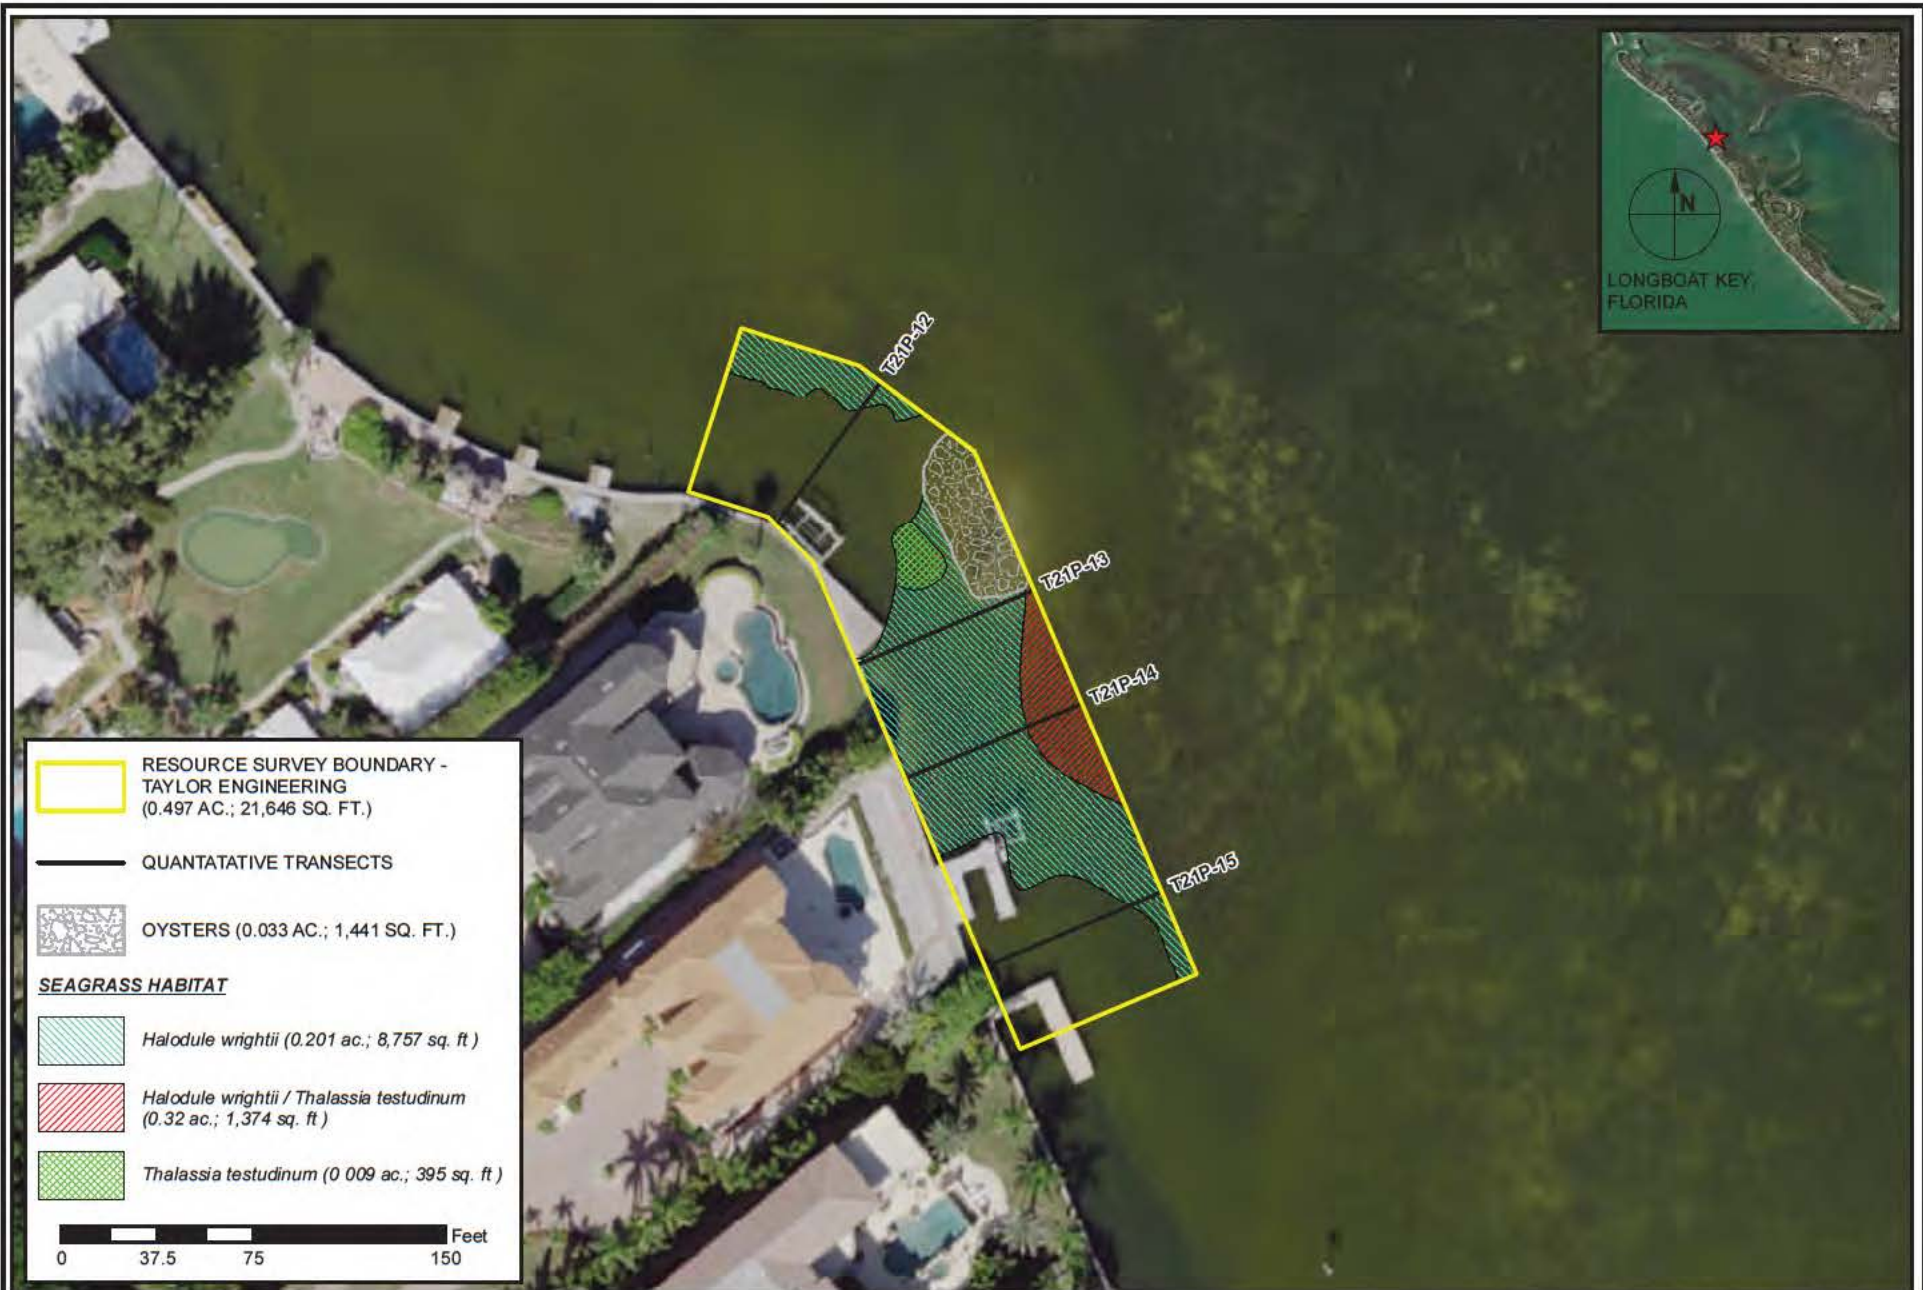 N
LONGBOAT KEY,
FLORIDA
T21P-12
T21P-13
T21P-14
T21P-15
RESOURCE SURVEY BOUNDARY -
TAYLOR ENGINEERING
(0.497 AC.; 21,646 SQ. FT.)
QUANTATATIVE TRANSECTS
OYSTERS (0.033 AC.; 1,441 SQ. FT.)
SEAGRASS HABITAT
Halodule wrightii (0.201 ac.; 8,757 sq. ft )
Halodule wrightii / Thalassia testudinum
(0.32 ac.; 1,374 sq. ft )
Thalassia testudinum (0 009 ac.; 395 sq. ft )
Feet
0 37.5 75 150